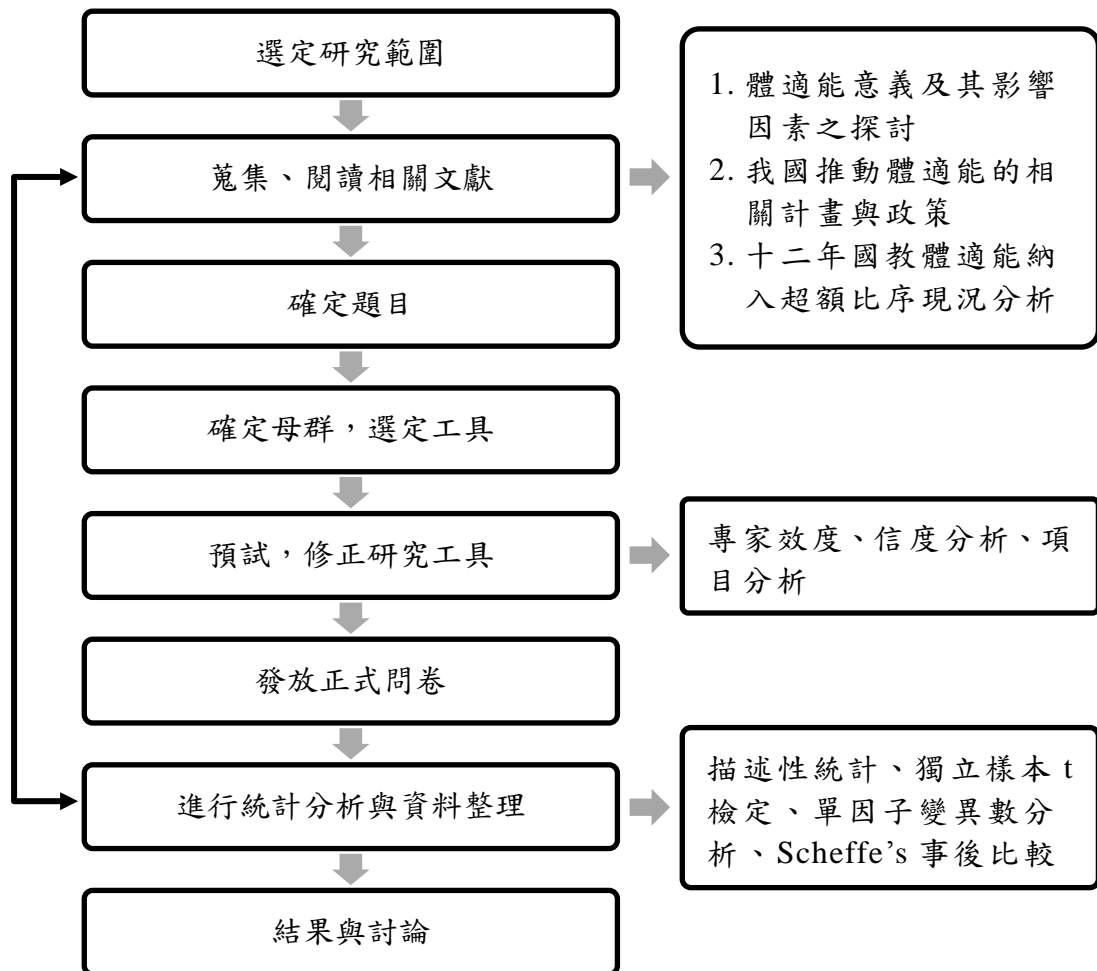 選定研究範圍
蒐集、閱讀相關文獻
1. 體適能意義及其影響
因素之探討
2. 我國推動體適能的相
關計畫與政策
3. 十二年國教體適能納
入超額比序現況分析
確定題目
確定母群，選定工具
預試，修正研究工具
專家效度、信度分析、項
目分析
發放正式問卷
進行統計分析與資料整理
描述性統計、獨立樣本 t
檢定、單因子變異數分
析、Scheffe's 事後比較
結果與討論